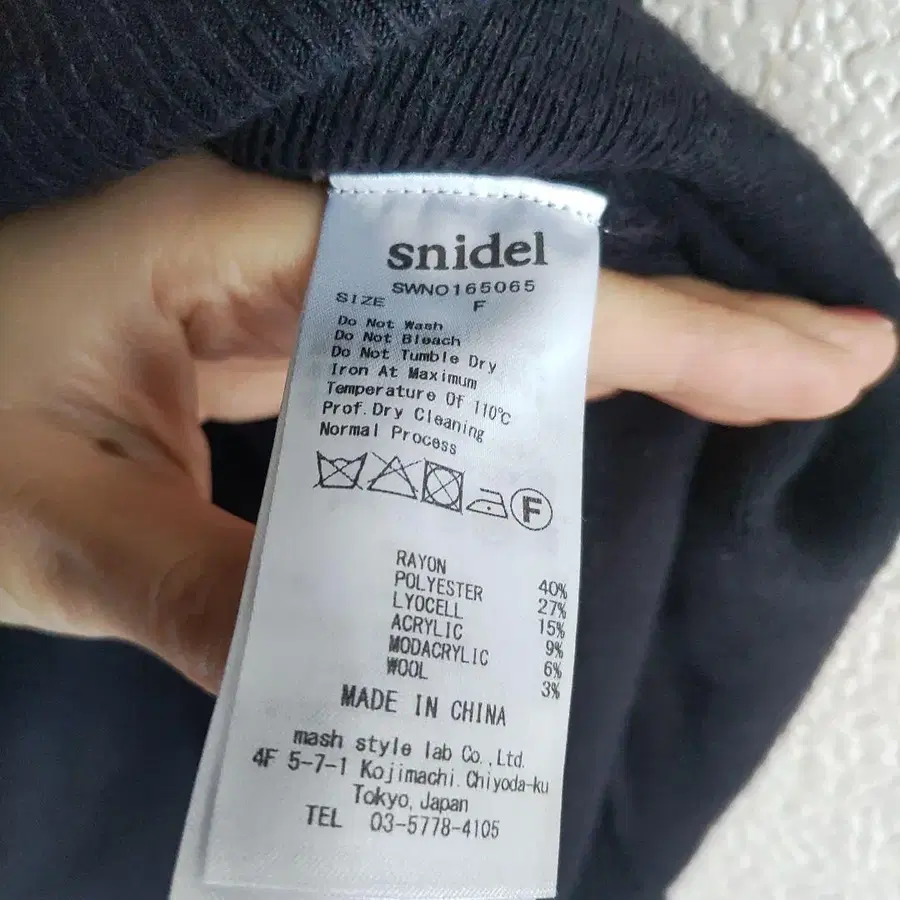 snidel
SWNO165065
SIZE F
Do Not Wash
Do Not Bleach
Do Not Tumble Dry
Iron At Maximum
Temperature Of 110℃
Prof.Dry Cleaning
Normal Process
F
RAYON 40%
POLYESTER 27%
LYOCELL 15%
ACRYLIC 9%
MODACRYLIC 6%
WOOL 3%
MADE IN CHINA
mash style lab Co.,Ltd.
4F 5-7-1 Kojimachi.Chiyoda-ku
Tokyo,Japan
TEL 03-5778-4105